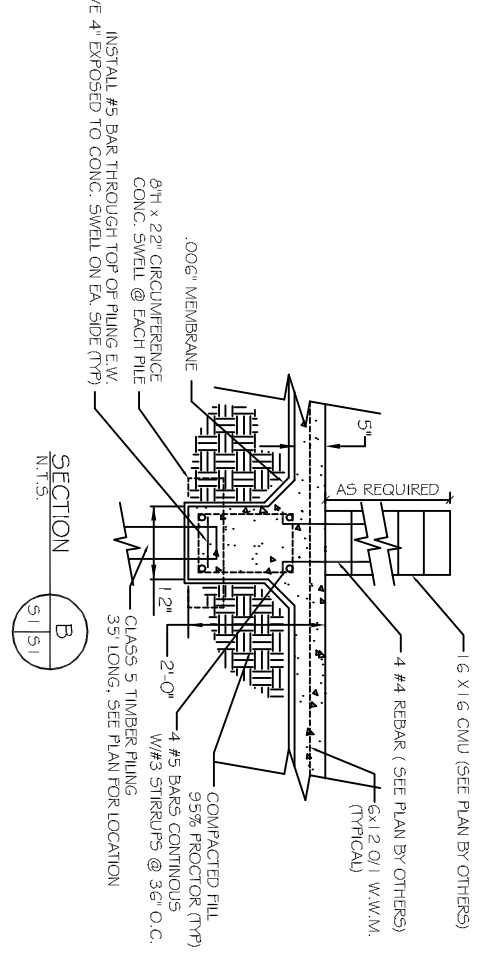 16 X 16 CMU (SEE PLAN BY OTHERS)
4 #4 REBAR ( SEE PLAN BY OTHERS)
6x12 0/1 W.W.M.
(TYPICAL)
AS REQUIRED
5"
.006" MEMBRANE
8"H x 22" CIRCUMFERENCE
CONC. SWELL @ EACH PILE
INSTALL #5 BAR THROUGH TOP OF PILING E.W.
4" EXPOSED TO CONC. SWELL ON EA. SIDE (TYP)
COMPACTED FILL
95% PROCTOR (TYP)
4 #5 BARS CONTINOUS
W/#3 STIRRUPS @ 36" O.C.
2'-0"
12"
CLASS 5 TIMBER PILING
35' LONG, SEE PLAN FOR LOCATION
SECTION
N.T.S.
B
S1 S1